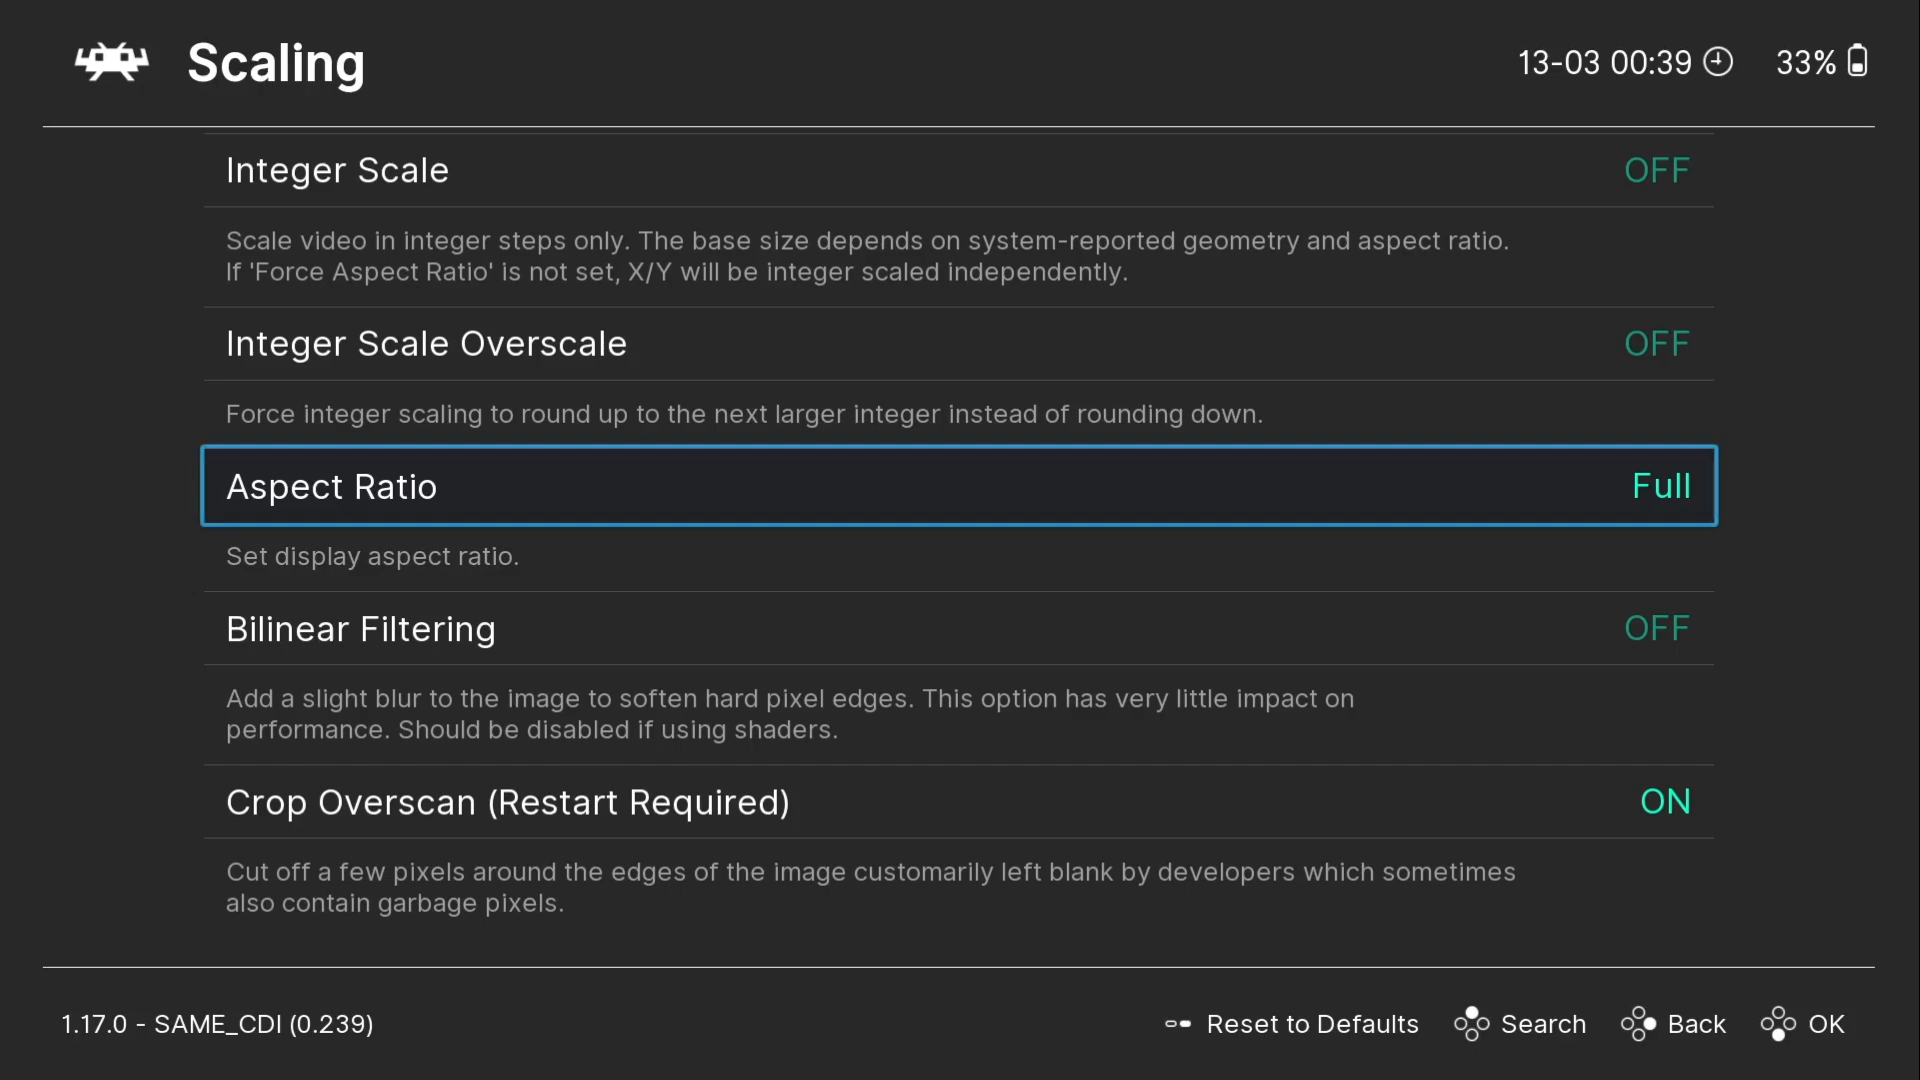 Scaling
13-03 00:39
33%
Integer Scale
OFF
Scale video in integer steps only. The base size depends on system-reported geometry and aspect ratio.
If 'Force Aspect Ratio' is not set, X/Y will be integer scaled independently.
Integer Scale Overscale
OFF
Force integer scaling to round up to the next larger integer instead of rounding down.
Aspect Ratio
Full
Set display aspect ratio.
Bilinear Filtering
OFF
Add a slight blur to the image to soften hard pixel edges. This option has very little impact on
performance. Should be disabled if using shaders.
Crop Overscan (Restart Required)
ON
Cut off a few pixels around the edges of the image customarily left blank by developers which sometimes
also contain garbage pixels.
1.17.0 - SAME_CDI (0.239)
Reset to Defaults
Search
Back
OK